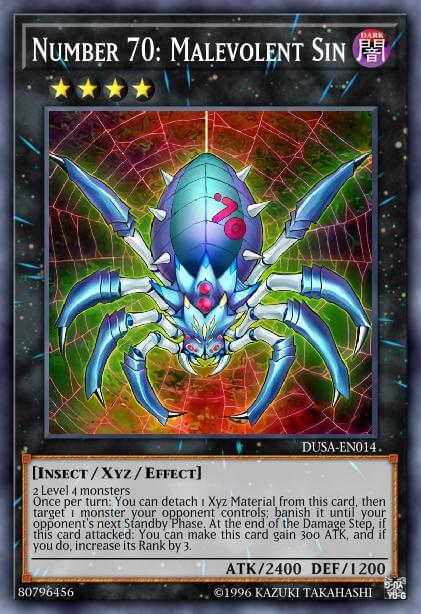 NUMBER 70: MALEVOLENT SIN
DARK
闇
70
DUSA-EN014
[INSECT / XYZ / EFFECT]
2 Level 4 monsters
Once per turn: You can detach 1 Xyz Material from this card, then
target 1 monster your opponent controls; banish it until your
opponent's next Standby Phase. At the end of the Damage Step, if
this card attacked: You can make this card gain 300 ATK, and if
you do, increase its Rank by 3.
ATK/2400 DEF/1200
80796456
©1996 KAZUKI TAKAHASHI